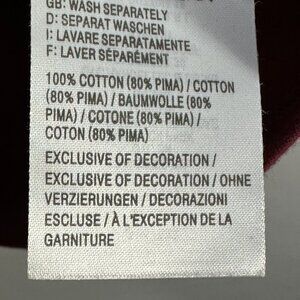 GB: WASH SEPARATELY
D: SEPARAT WASCHEN
I: LAVARE SEPARATAMENTE
F: LAVER SÉPARÉMENT
100% COTTON (80% PIMA) / COTTON
(80% PIMA) / BAUMWOLLE (80%
PIMA) / COTONE (80% PIMA) /
COTON (80% PIMA)
EXCLUSIVE OF DECORATION /
EXCLUSIVE OF DECORATION / OHNE
VERZIERUNGEN / DECORAZIONI
ESCLUSE / À L'EXCEPTION DE LA
GARNITURE